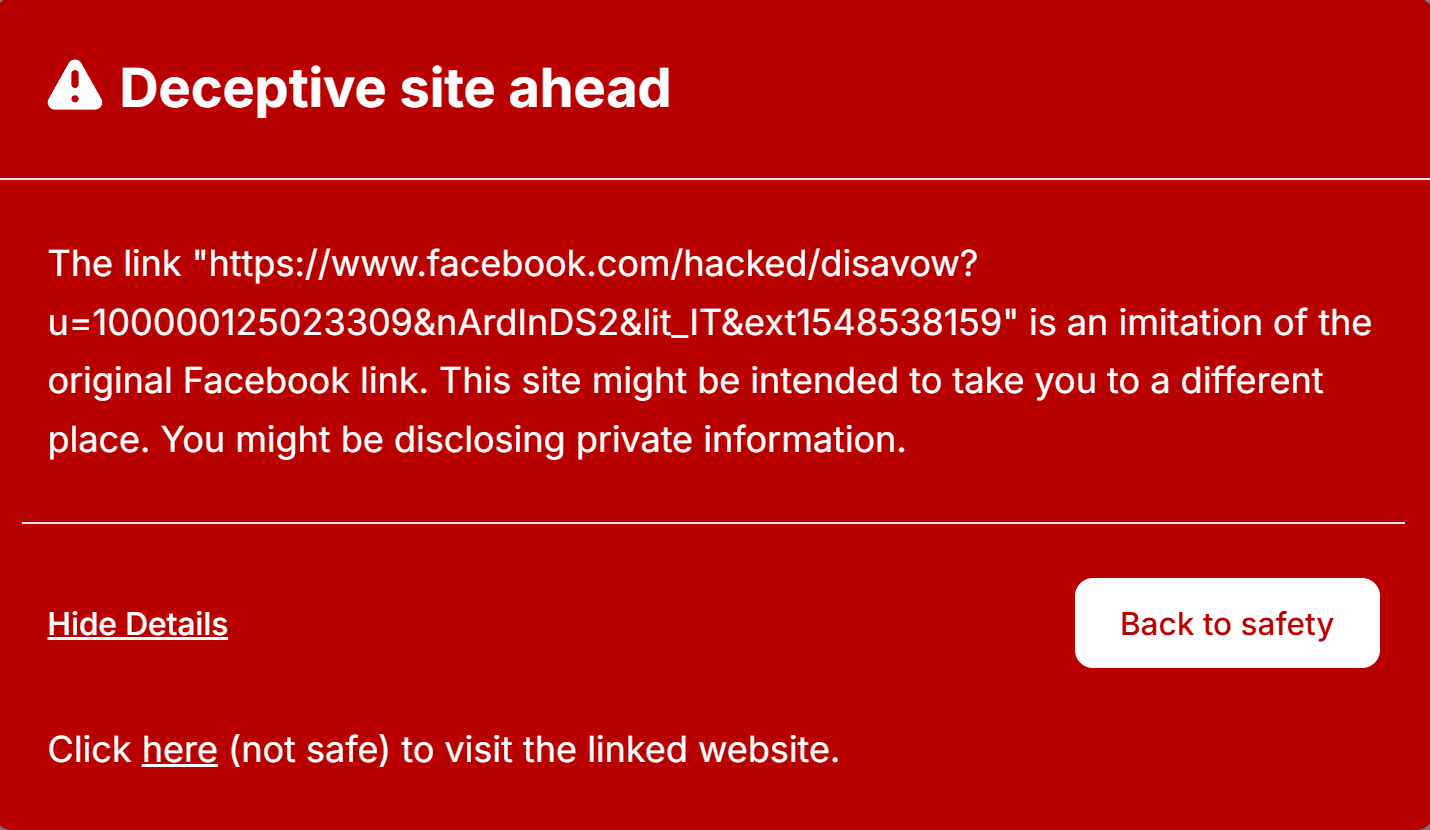 Deceptive site ahead
The link "https://www.facebook.com/hacked/disavow?
u=100000125023309&nArdInDS2&lit_IT&ext1548538159" is an imitation of the
original Facebook link. This site might be intended to take you to a different
place. You might be disclosing private information.
Hide Details
Back to safety
Click here (not safe) to visit the linked website.